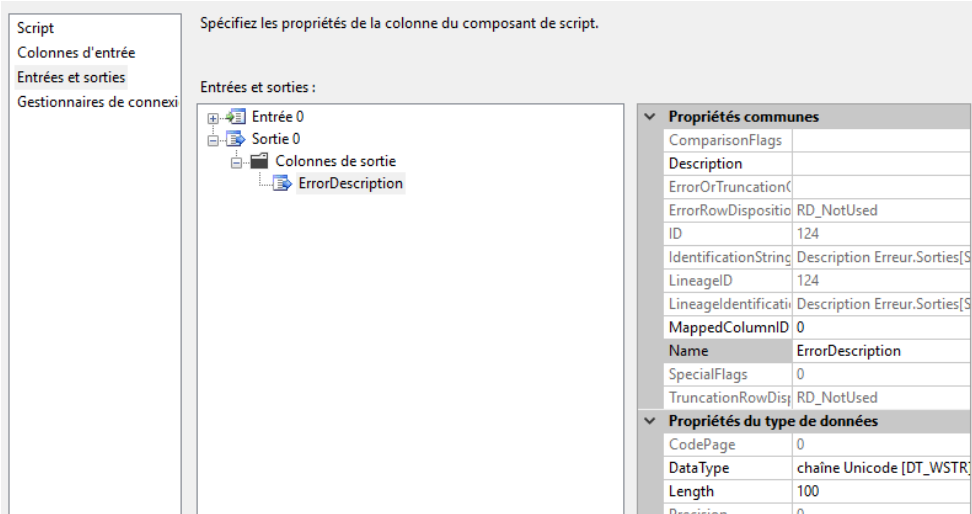 Script
Colonnes d'entrée
Entrées et sorties
Gestionnaires de connexi
Spécifiez les propriétés de la colonne du composant de script.
Entrées et sorties :
Entrée 0
Sortie 0
Colonnes de sortie
ErrorDescription
Propriétés communes
ComparisonFlags
Description
ErrorOrTruncation
ErrorRowDispositio RD_NotUsed
ID 124
IdentificationString Description Erreur.Sorties[S
LineageID 124
LineageIdentificati Description Erreur.Sorties[S
MappedColumnID 0
Name ErrorDescription
SpecialFlags 0
TruncationRowDisp RD_NotUsed
Propriétés du type de données
CodePage 0
DataType chaîne Unicode [DT_WSTR]
Length 100
Precision 0